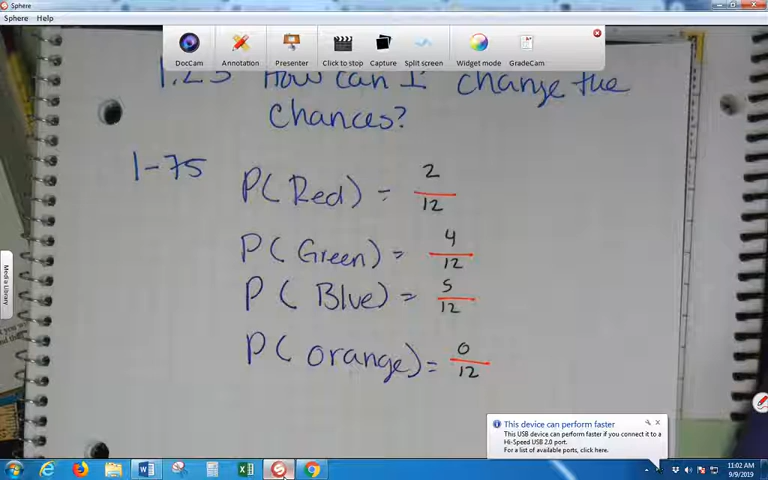 Sphere
Sphere Help
DocCam Annotation Presenter Click to stop Capture Split screen Widget mode GradeCam
How can I change the
chances?
1-75
P(Red) = 2/12
P(Green) = 4/12
P(Blue) = 5/12
P(orange) = 0/12
Media Library
This device can perform faster
This USB device can perform faster if you connect it to a
Hi-Speed USB 2.0 port.
For a list of available ports, click here.
11:02 AM
9/9/2019